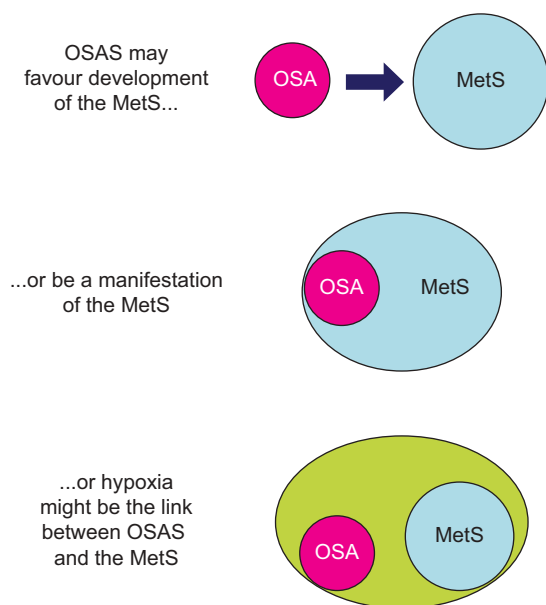 OSAS may
favour development
of the MetS...
OSA
MetS
...or be a manifestation
of the MetS
OSA
MetS
...or hypoxia
might be the link
between OSAS
and the MetS
OSA
MetS